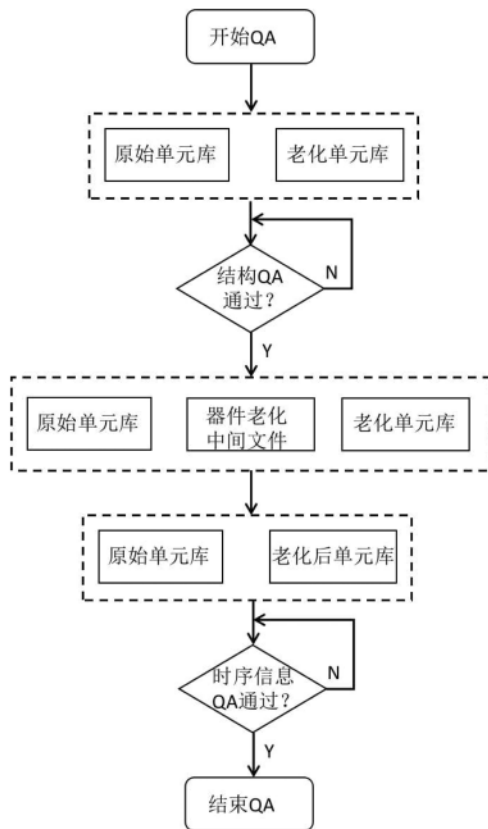 开始QA
原始单元库
老化单元库
结构QA
通过？
N
Y
原始单元库
器件老化
中间文件
老化单元库
原始单元库
老化后单元库
时序信息
QA通过？
N
Y
结束QA